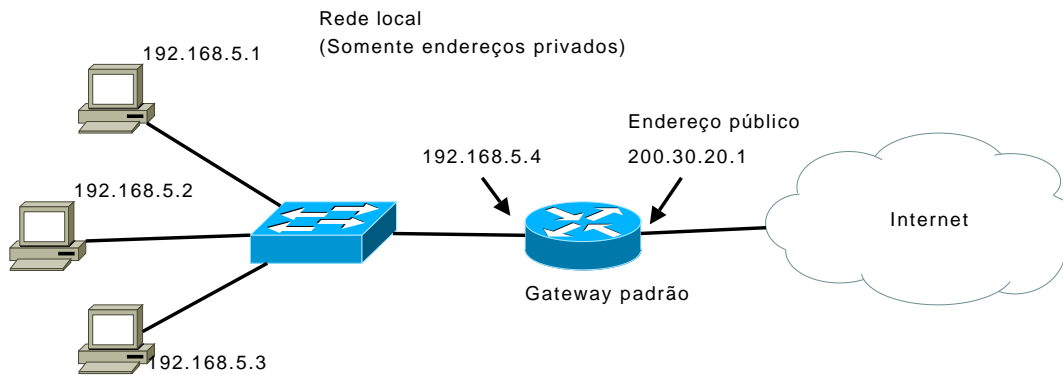 Rede local
(Somente endereços privados)
192.168.5.1
Endereço público
192.168.5.4
200.30.20.1
192.168.5.2
Internet
Gateway padrão
192.168.5.3